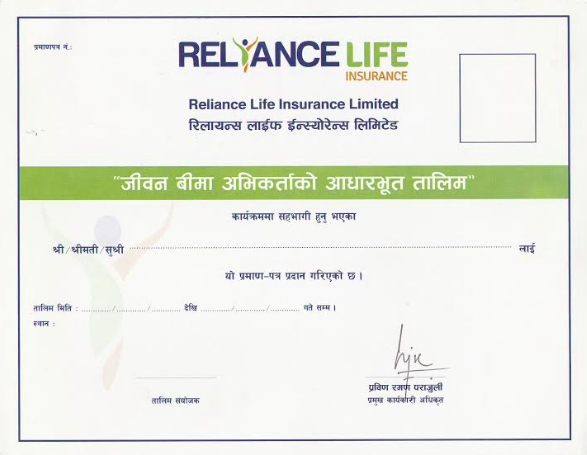 प्रमाणपत्र नं.:
RELIANCE LIFE
INSURANCE
Reliance Life Insurance Limited
रिलायन्स लाईफ ईन्स्योरेन्स लिमिटेड
"जीवन बीमा अभिकर्ताको आधारभूत तालिम"
कार्यक्रममा सहभागी हुनु भएका
श्री/श्रीमती/सुश्री ........................................ लाई
यो प्रमाण-पत्र प्रदान गरिएको छ।
तालिम मिति : ............/............/............ देखि ............/............/............ गते सम्म।
स्थान :
तालिम संयोजक
प्रविण रमण पराजुली
प्रमुख कार्यकारी अधिकृत